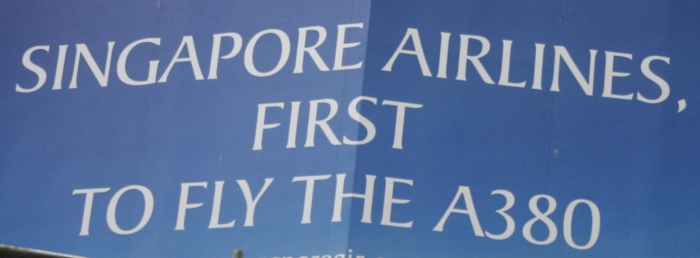 SINGAPORE AIRLINES,
FIRST
TO FLY THE A380